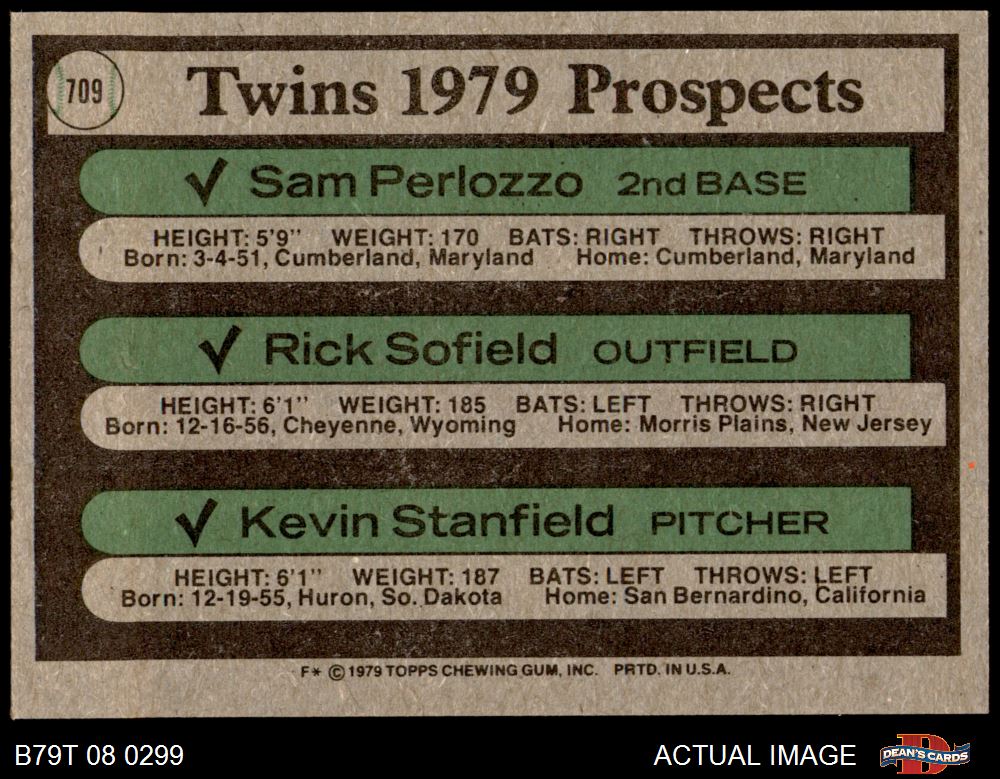 709
Twins 1979 Prospects
✓ Sam Perlozzo 2nd BASE
HEIGHT: 5'9" WEIGHT: 170 BATS: RIGHT THROWS: RIGHT
Born: 3-4-51, Cumberland, Maryland Home: Cumberland, Maryland
✓ Rick Sofield OUTFIELD
HEIGHT: 6'1" WEIGHT: 185 BATS: LEFT THROWS: RIGHT
Born: 12-16-56, Cheyenne, Wyoming Home: Morris Plains, New Jersey
✓ Kevin Stanfield PITCHER
HEIGHT: 6'1" WEIGHT: 187 BATS: LEFT THROWS: LEFT
Born: 12-19-55, Huron, So. Dakota Home: San Bernardino, California
F* © 1979 TOPPS CHEWING GUM, INC. PRTD. IN U.S.A.
B79T 08 0299 ACTUAL IMAGE D DEAN'S CARDS